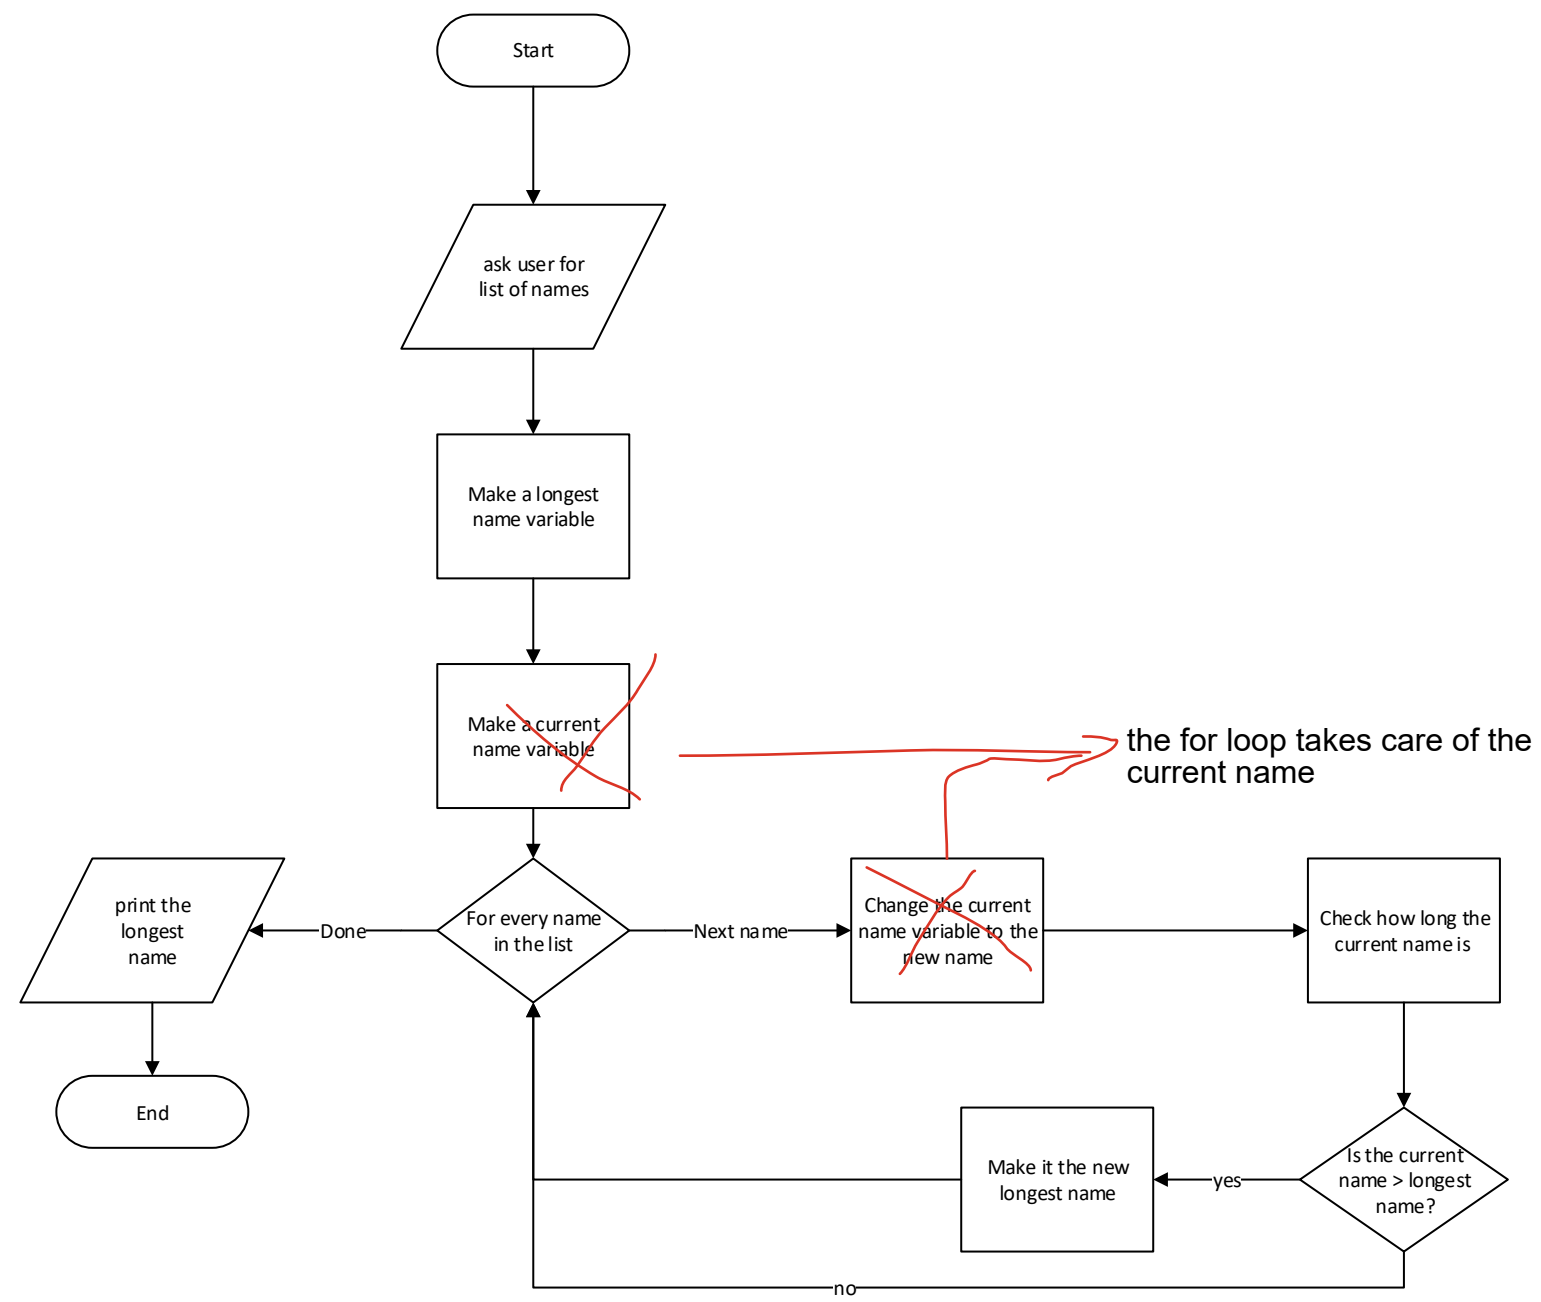 Start
ask user for
list of names
Make a longest
name variable
Make a current
name variable
the for loop takes care of the
current name
print the
longest
name
Done
For every name
in the list
Next name
Change the current
name variable to the
new name
Check how long the
current name is
End
Make it the new
longest name
yes
Is the current
name > longest
name?
no